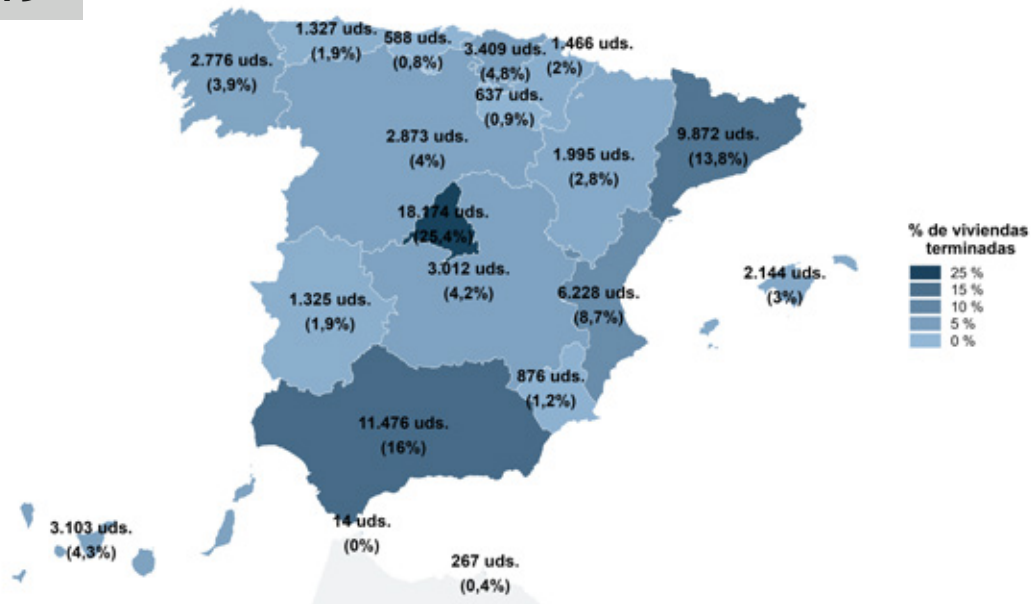 1.327 uds.
(1,9%)
588 uds.
(0,8%)
3.409 uds.
(4,8%)
1.466 uds.
(2%)
2.776 uds.
(3,9%)
637 uds.
(0,9%)
2.873 uds.
(4%)
1.995 uds.
(2,8%)
9.872 uds.
(13,8%)
18.174 uds.
(25,4%)
3.012 uds.
(4,2%)
1.325 uds.
(1,9%)
6.228 uds.
(8,7%)
2.144 uds.
(3%)
876 uds.
(1,2%)
11.476 uds.
(16%)
3.103 uds.
(4,3%)
14 uds.
(0%)
267 uds.
(0,4%)
% de viviendas
terminadas
25 %
15 %
10 %
5 %
0 %